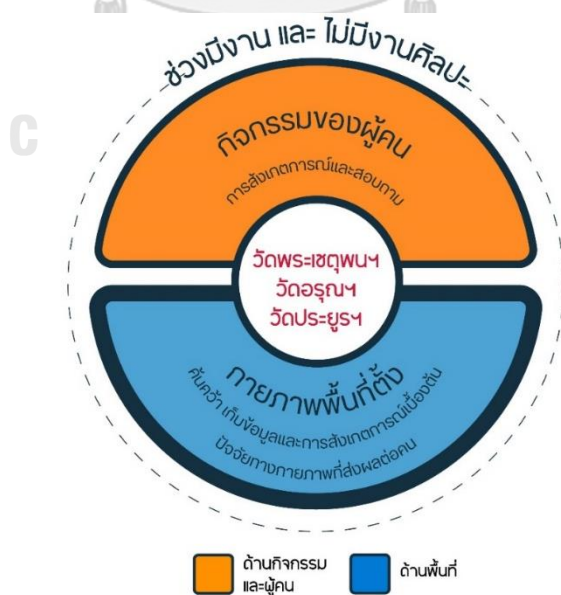 ช่วงมีงาน และ ไม่มีงานศิลปะ
กิจกรรมของผู้คน
การสังเกตการณ์และสอบถาม
C
วัดพระเชตุพนฯ
วัดอรุณฯ
วัดประยูรฯ
กายภาพพื้นที่ตั้ง
ค้นคว้า เก็บข้อมูลและการสังเกตการณ์เบื้องต้น
ปัจจัยทางกายภาพที่ส่งผลต่อคน
ด้านกิจกรรม
และผู้คน
ด้านพื้นที่